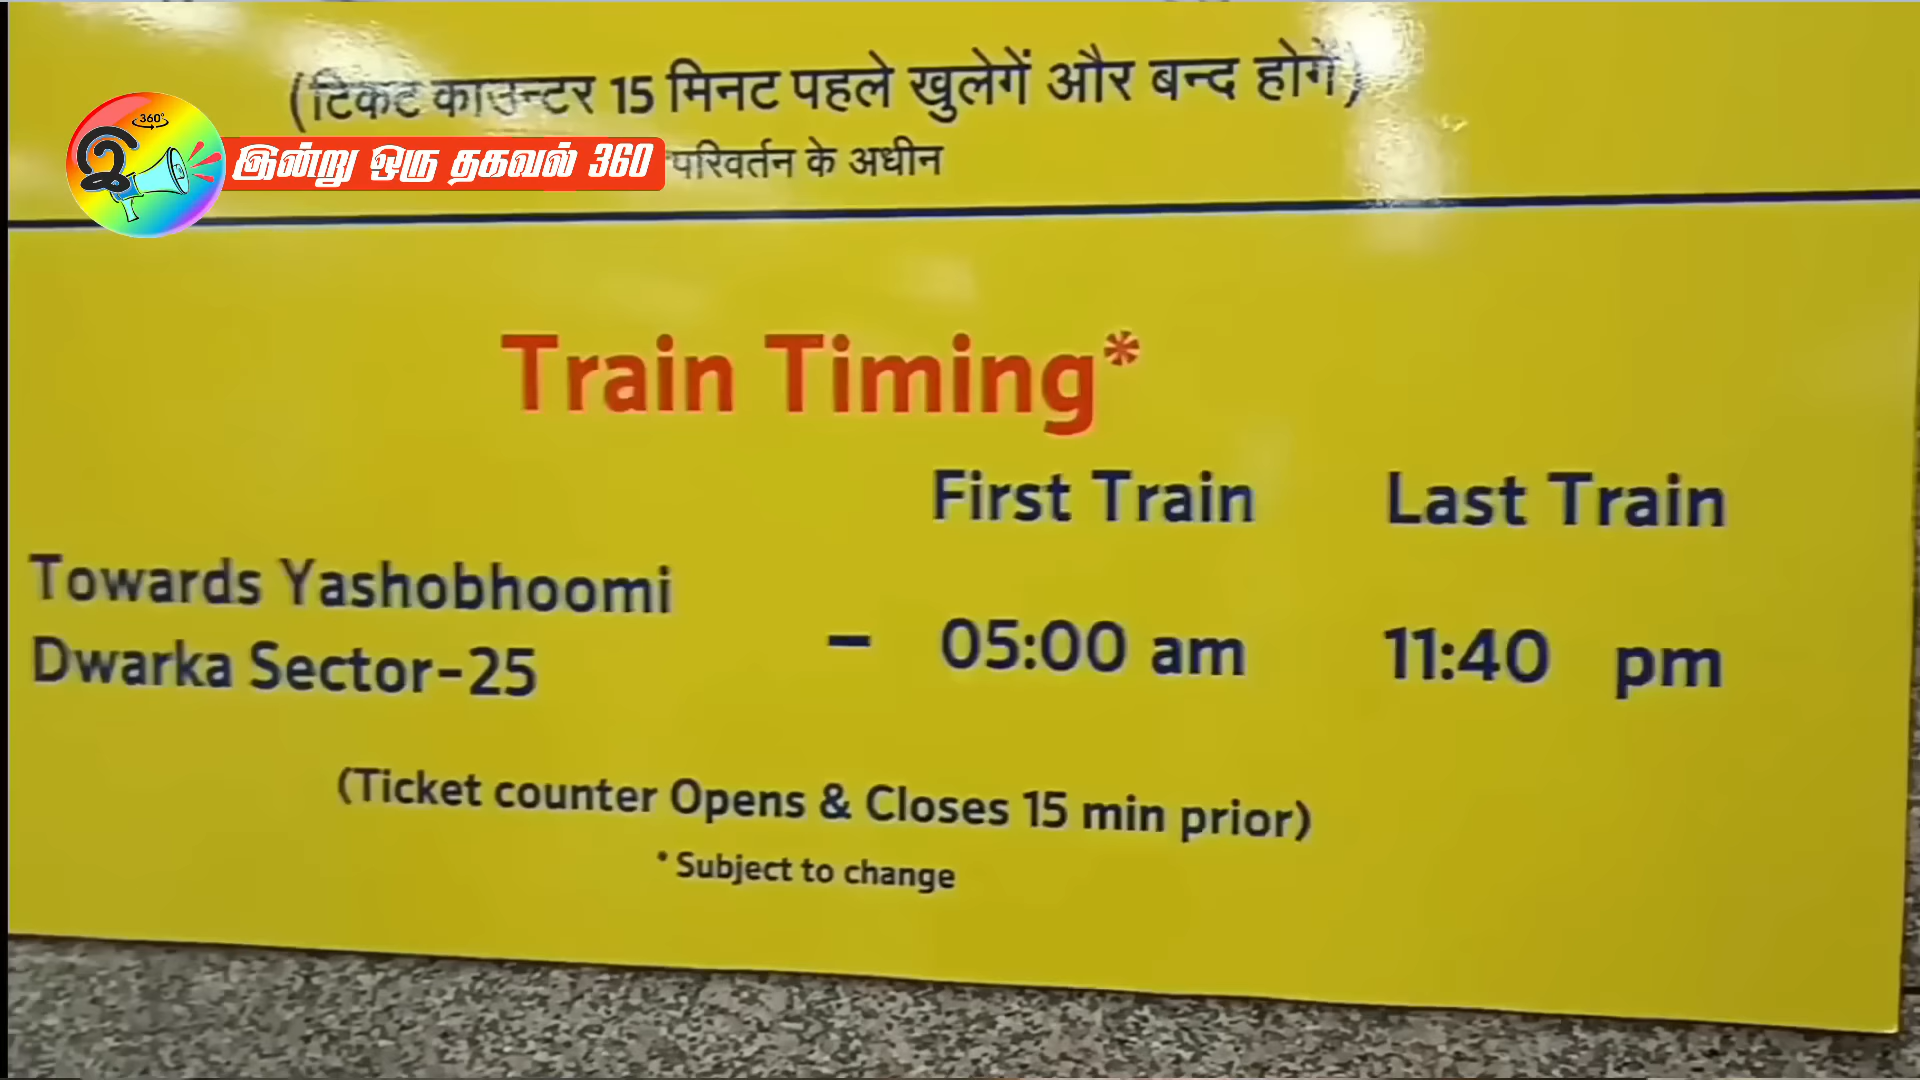 (टिकट काउन्टर 15 मिनट पहले खुलेगें और बन्द होगें)
360°
இன்று ஒரு தகவல் 360
*परिवर्तन के अधीन
Train Timing*
First Train Last Train
Towards Yashobhoomi
Dwarka Sector-25 - 05:00 am 11:40 pm
(Ticket counter Opens & Closes 15 min prior)
* Subject to change